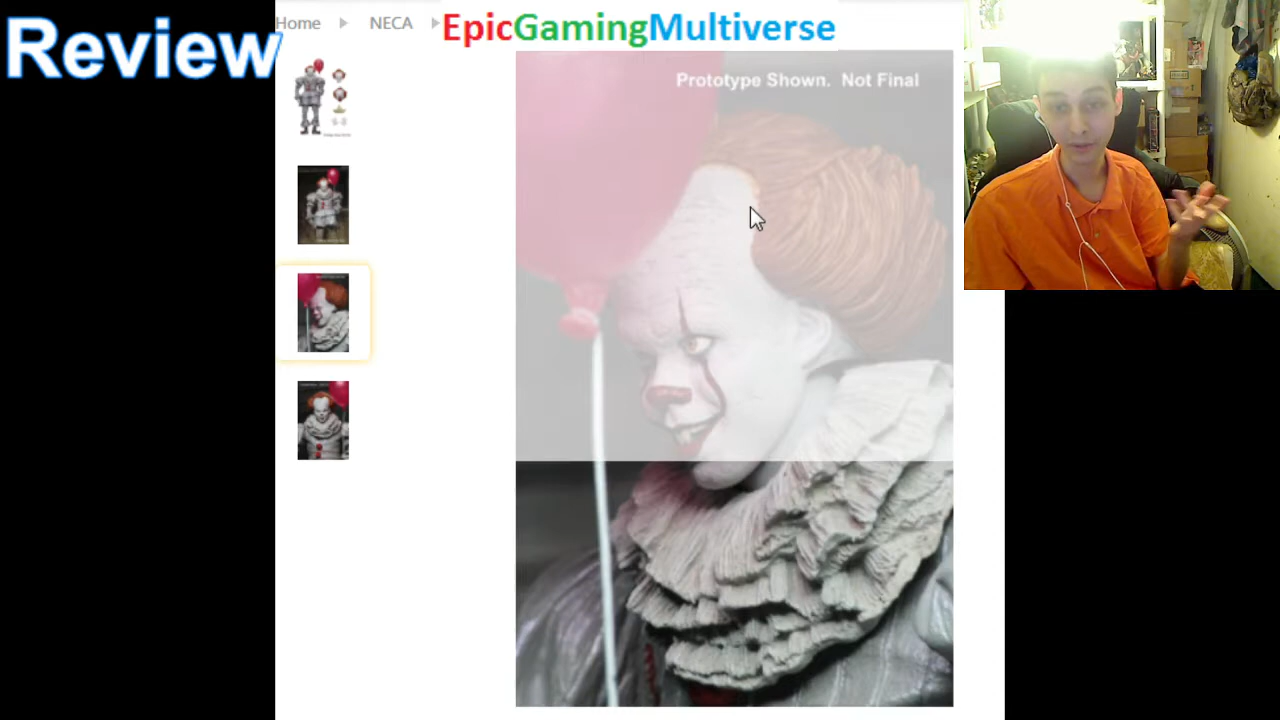 Review
Home NECA
EpicGamingMultiverse
Prototype Shown. Not Final